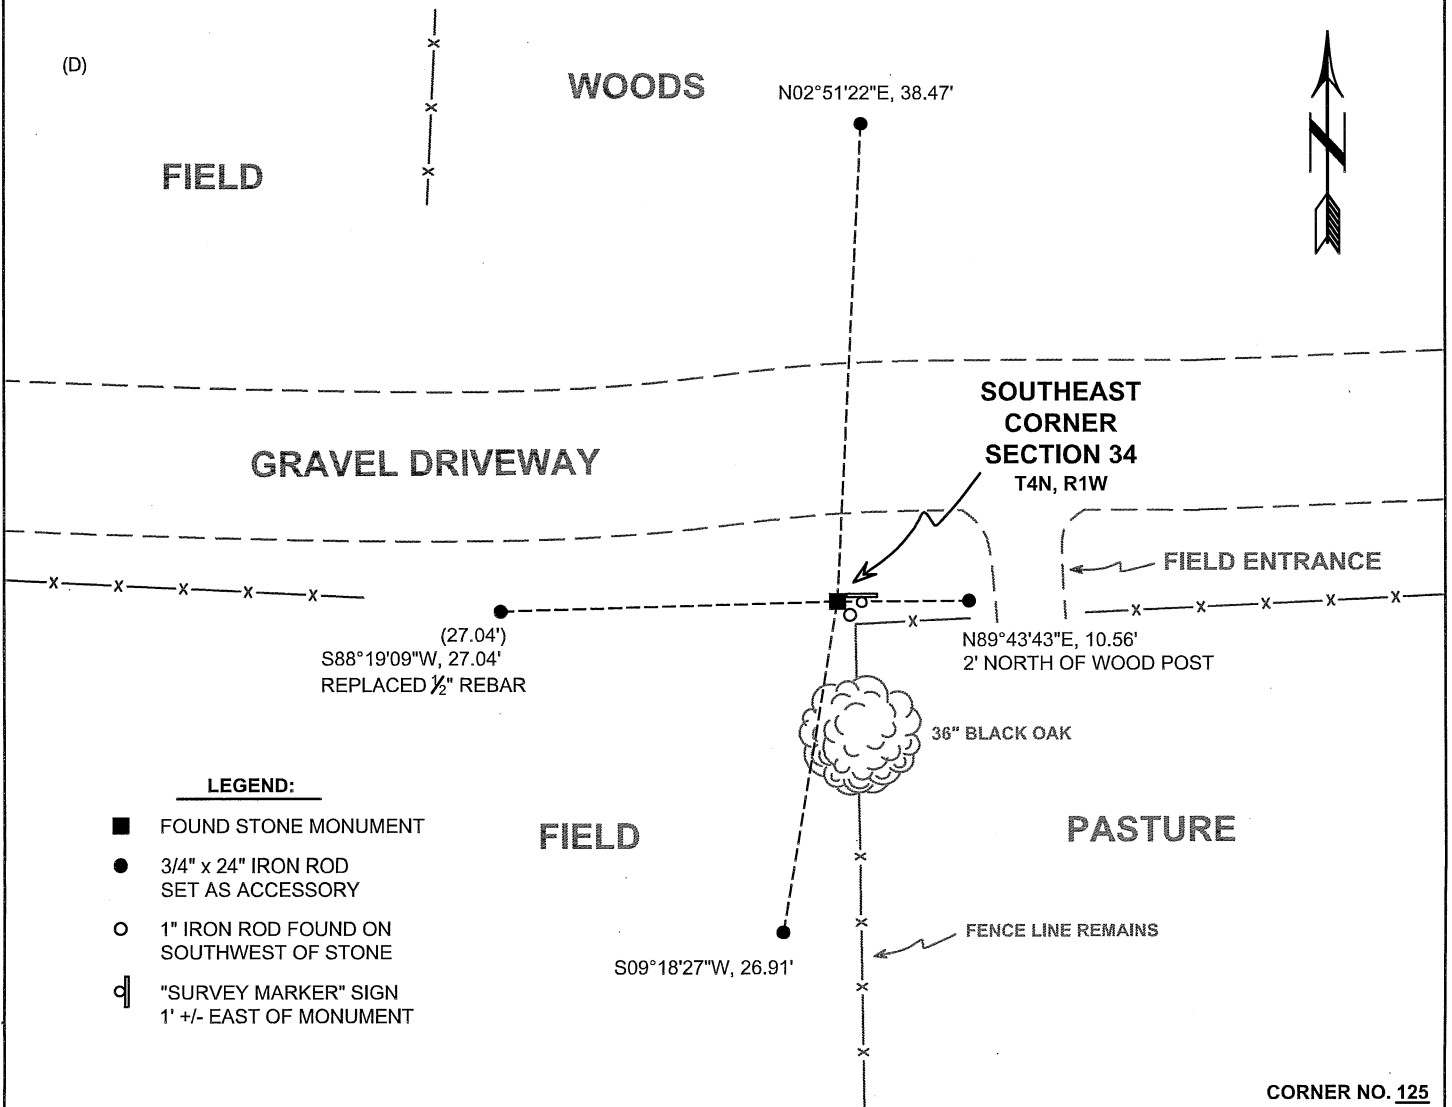 (D)
WOODS
N02°51'22"E, 38.47'
N
FIELD
SOUTHEAST
CORNER
SECTION 34
T4N, R1W
GRAVEL DRIVEWAY
FIELD ENTRANCE
(27.04')
S88°19'09"W, 27.04'
REPLACED 1/2" REBAR
N89°43'43"E, 10.56'
2' NORTH OF WOOD POST
36" BLACK OAK
LEGEND:
FOUND STONE MONUMENT
3/4" x 24" IRON ROD
SET AS ACCESSORY
1" IRON ROD FOUND ON
SOUTHWEST OF STONE
"SURVEY MARKER" SIGN
1' +/- EAST OF MONUMENT
FIELD
PASTURE
FENCE LINE REMAINS
S09°18'27"W, 26.91'
CORNER NO. 125